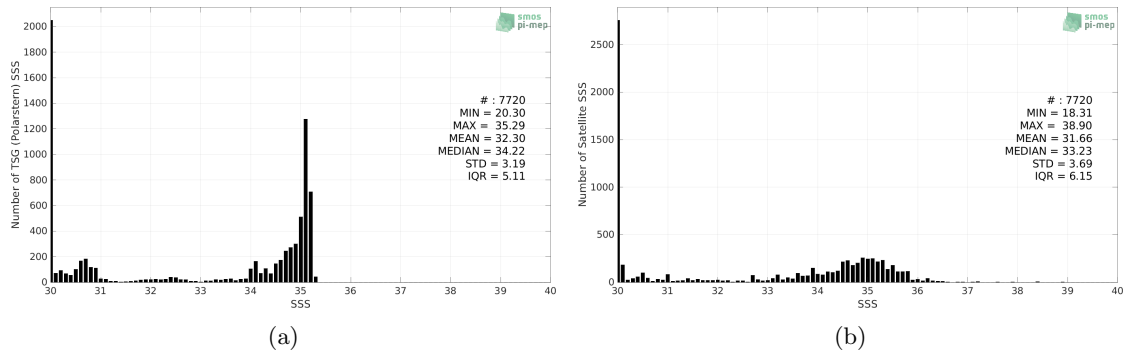 smos
pi-mep
Number of TSG (Polarstern) SSS
2000
1800
1600
1400
1200
1000
800
600
400
200
0
# : 7720
MIN = 20.30
MAX = 35.29
MEAN = 32.30
MEDIAN = 34.22
STD = 3.19
IQR = 5.11
30 31 32 33 34 35 36 37 38 39 40
SSS
(a)
smos
pi-mep
Number of Satellite SSS
2500
2000
1500
1000
500
0
# : 7720
MIN = 18.31
MAX = 38.90
MEAN = 31.66
MEDIAN = 33.23
STD = 3.69
IQR = 6.15
30 31 32 33 34 35 36 37 38 39 40
SSS
(b)